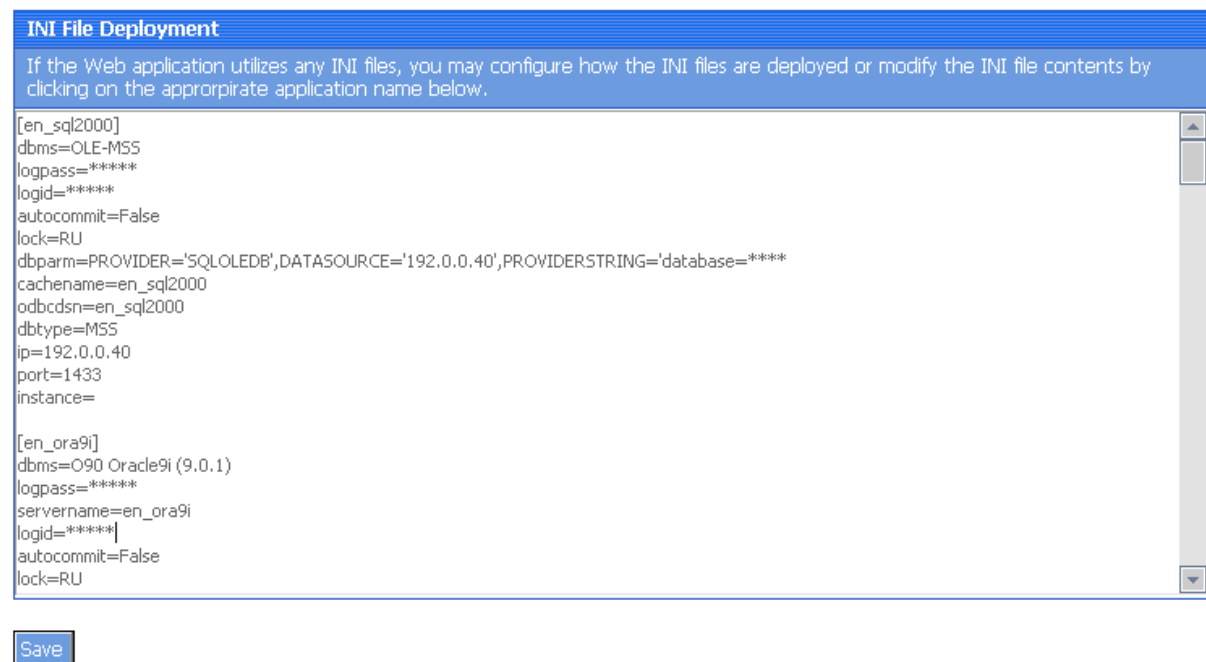 INI File Deployment
If the Web application utilizes any INI files, you may configure how the INI files are deployed or modify the INI file contents by
clicking on the approrpirate application name below.
[en_sql2000]
dbms=OLE-MSS
logpass=*****
logid=*****
autocommit=False
lock=RU
dbparm=PROVIDER='SQLOLEDB',DATASOURCE='192.0.0.40',PROVIDERSTRING='database=****
cachename=en_sql2000
odbcdsn=en_sql2000
dbtype=MSS
ip=192.0.0.40
port=1433
instance=
[en_ora9i]
dbms=O90 Oracle9i (9.0.1)
logpass=*****
servername=en_ora9i
logid=*****
autocommit=False
lock=RU
Save